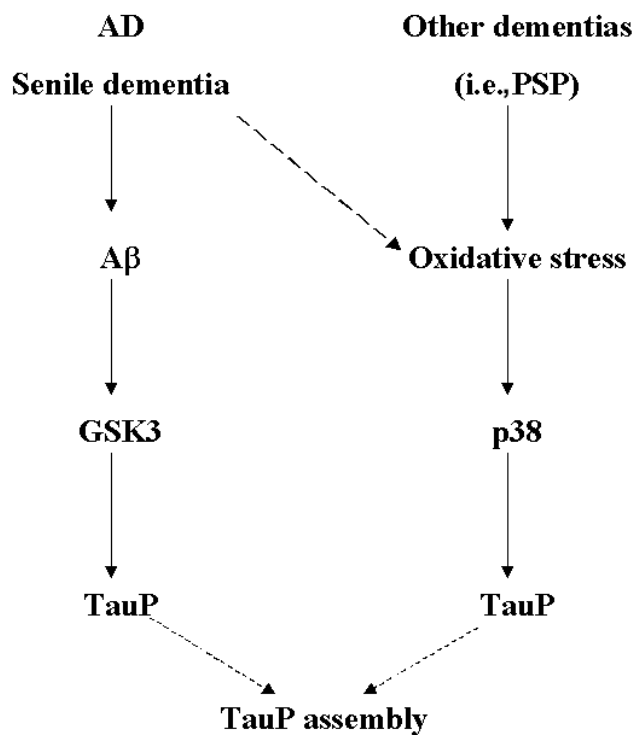 AD
Senile dementia
Other dementias
(i.e.,PSP)
Aβ
Oxidative stress
GSK3
p38
TauP
TauP
TauP assembly